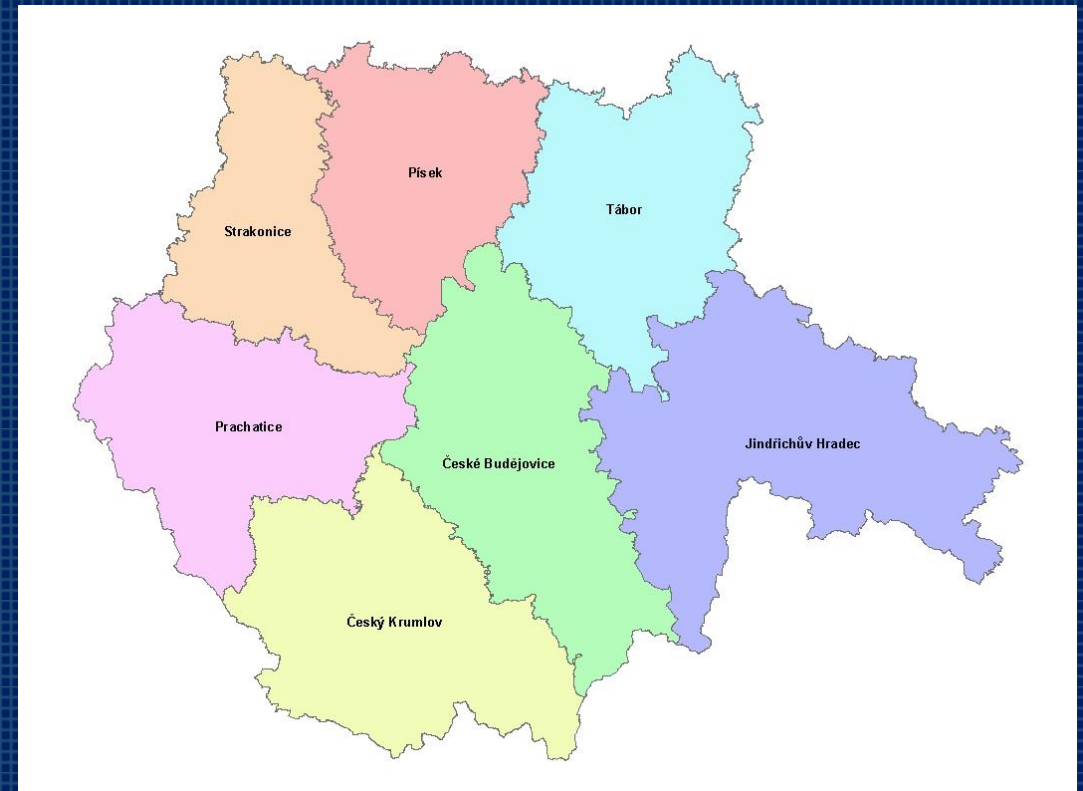 Písek
Tábor
Strakonice
Prachatice
Jindřichův Hradec
České Budějovice
Český Krumlov